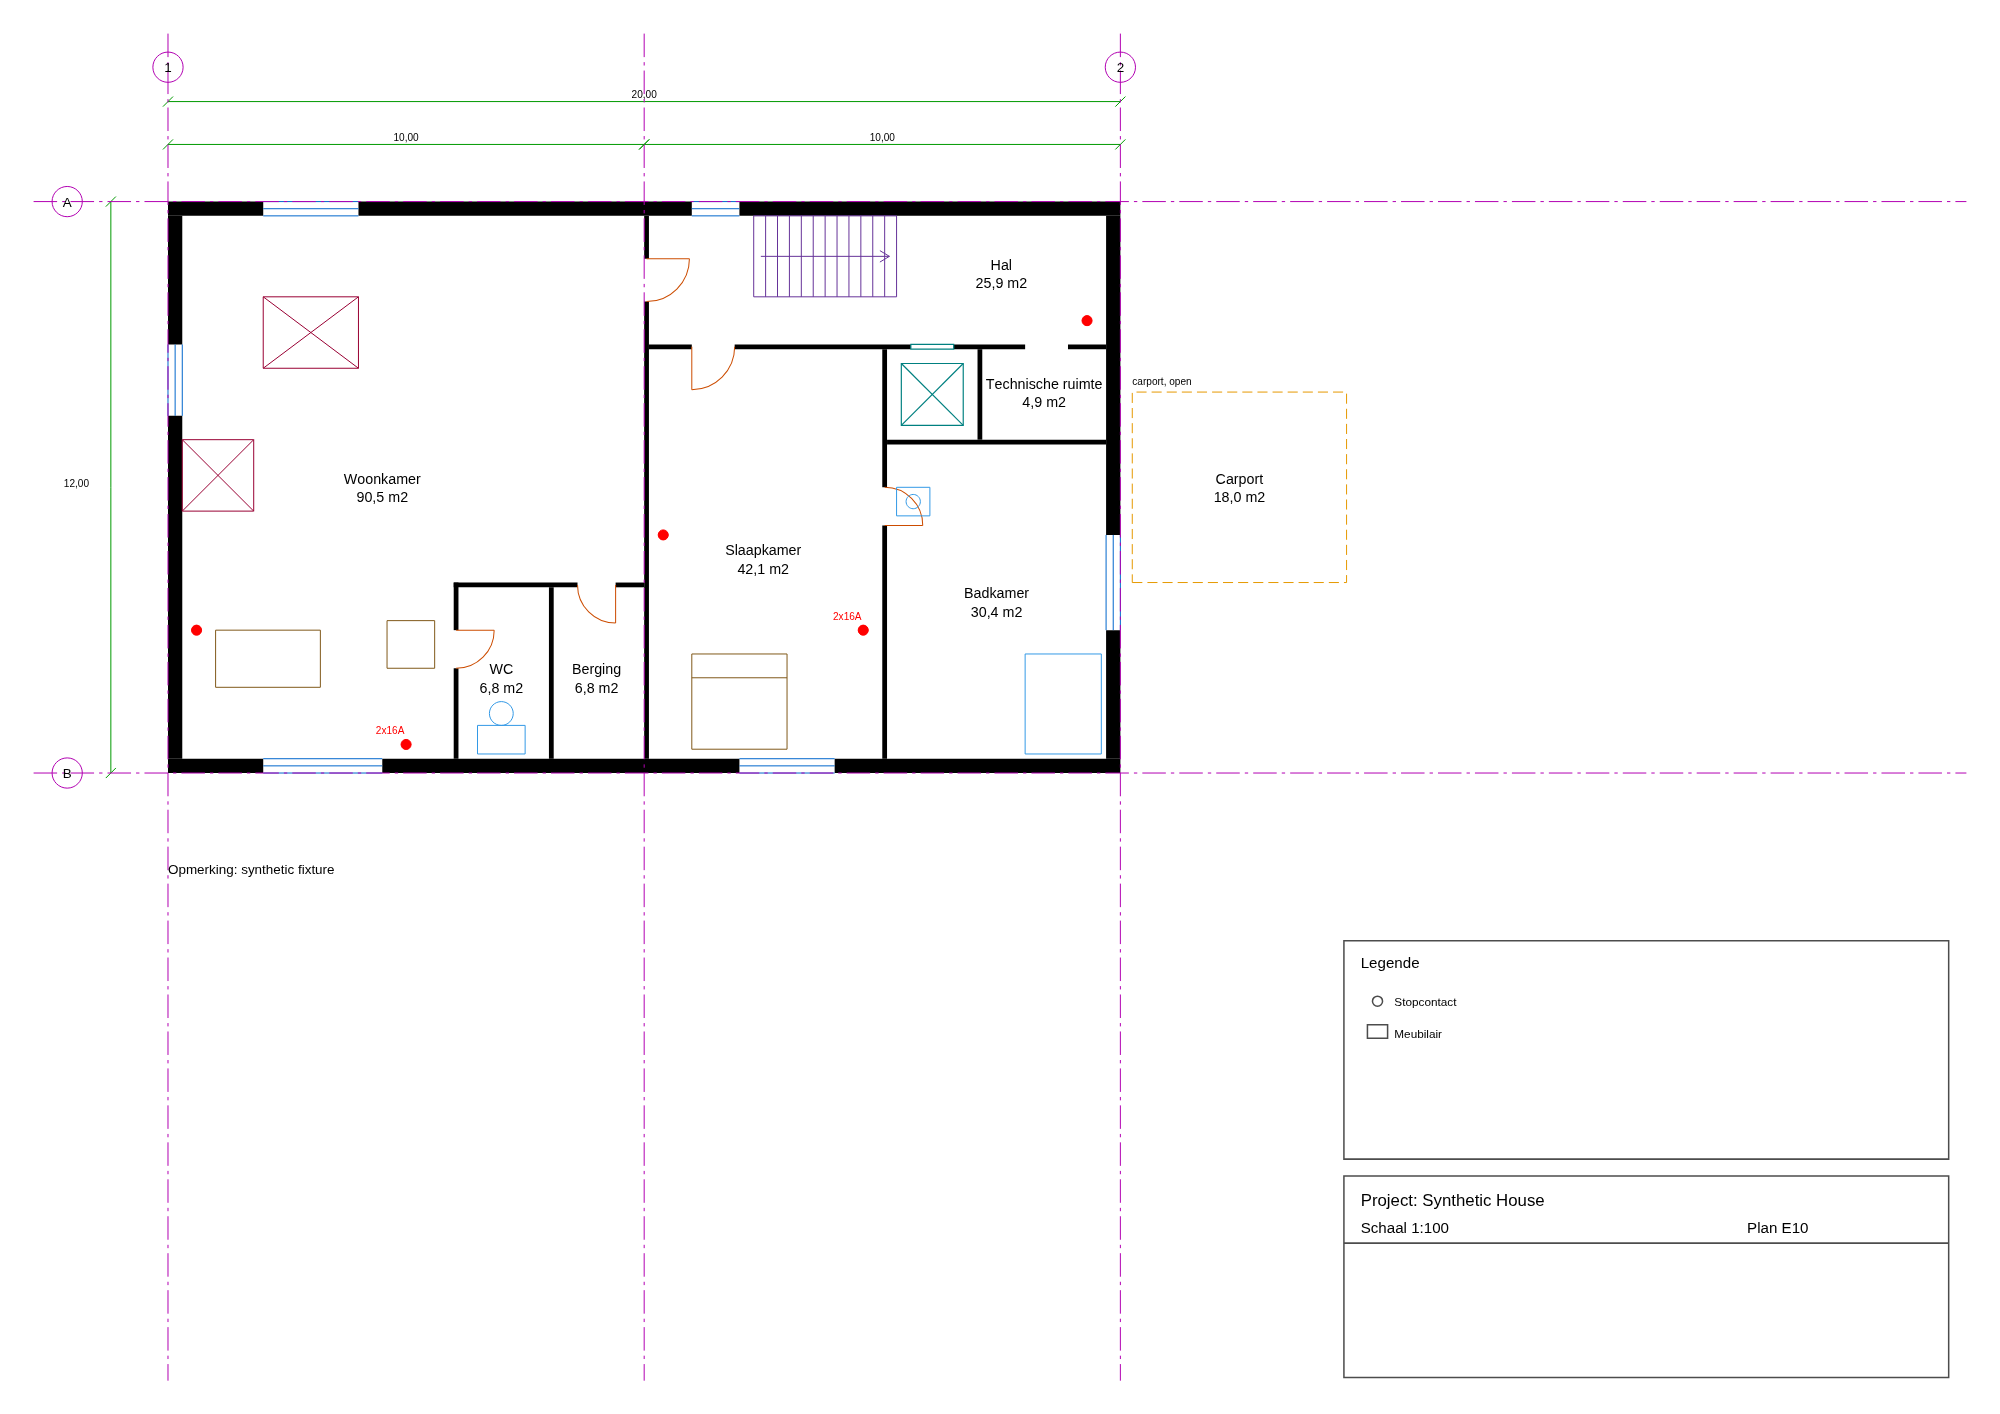 1
2
20,00
10,00
10,00
A
Hal
25,9 m2
Technische ruimte
4,9 m2
carport, open
Woonkamer
90,5 m2
12,00
Carport
18,0 m2
Slaapkamer
42,1 m2
Badkamer
30,4 m2
2x16A
WC
6,8 m2
Berging
6,8 m2
2x16A
B
Opmerking: synthetic fixture
Legende
Stopcontact
Meubilair
Project: Synthetic House
Schaal 1:100
Plan E10